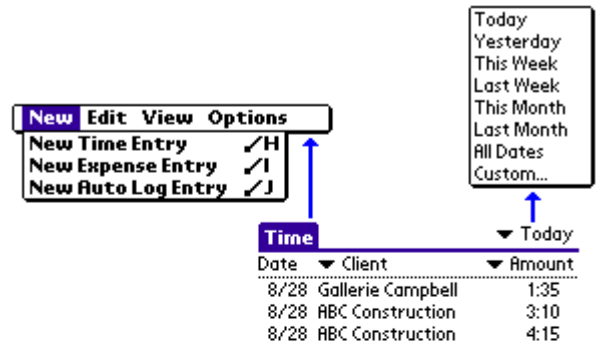 Today
Yesterday
This Week
Last Week
This Month
Last Month
All Dates
Custom...
New Edit View Options
New Time Entry /H
New Expense Entry /I
New Auto Log Entry /J
Time Today
Date Client Amount
8/28 Gallerie Campbell 1:35
8/28 ABC Construction 3:10
8/28 ABC Construction 4:15